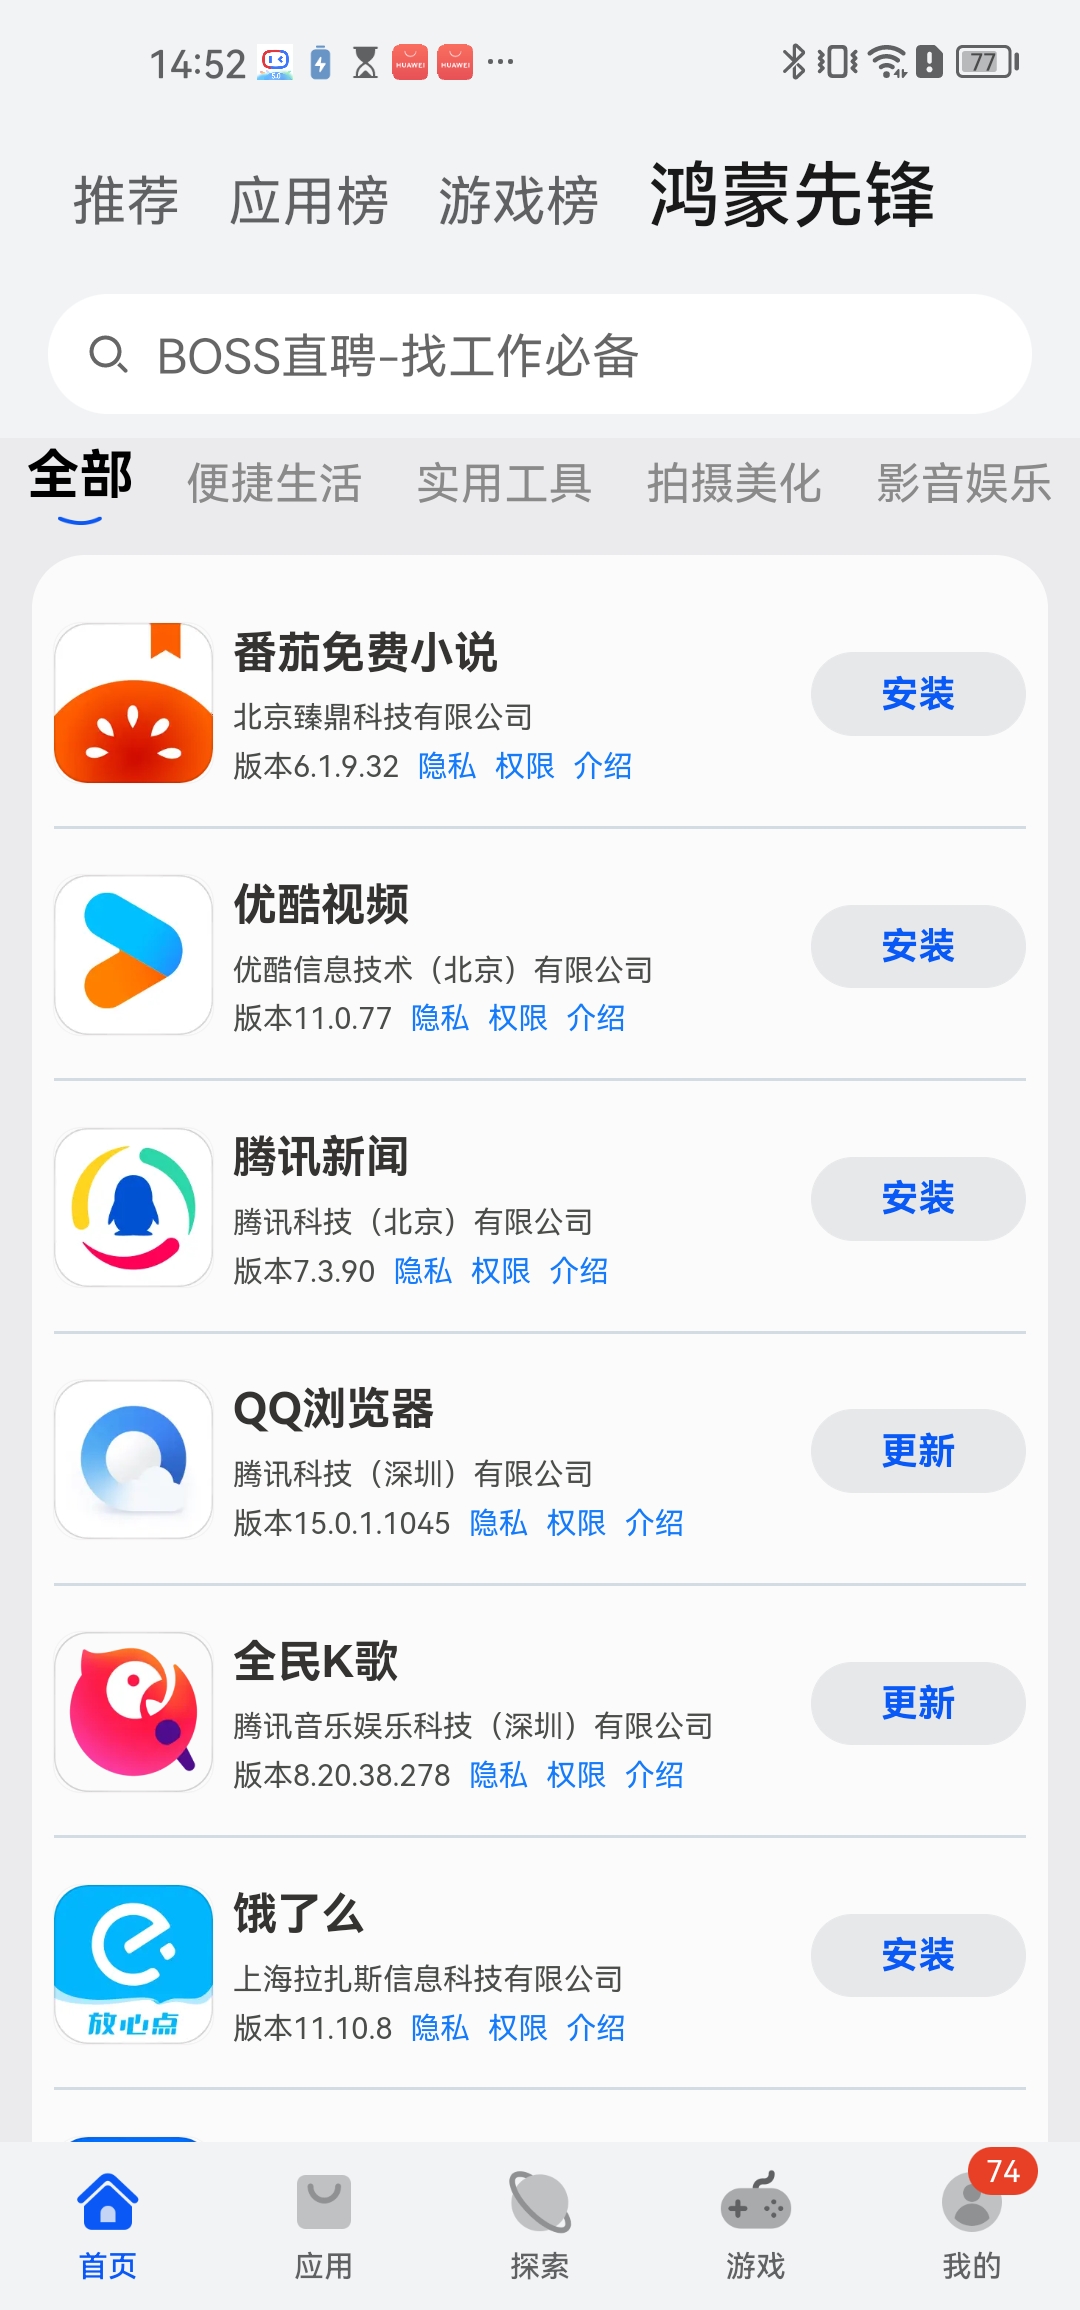 14:52
5.0
HUAWEI
HUAWEI
77
推荐 应用榜 游戏榜 鸿蒙先锋
BOSS直聘-找工作必备
全部 便捷生活 实用工具 拍摄美化 影音娱乐
番茄免费小说
北京臻鼎科技有限公司
版本6.1.9.32 隐私 权限 介绍
安装
优酷视频
优酷信息技术（北京）有限公司
版本11.0.77 隐私 权限 介绍
安装
腾讯新闻
腾讯科技（北京）有限公司
版本7.3.90 隐私 权限 介绍
安装
QQ浏览器
腾讯科技（深圳）有限公司
版本15.0.1.1045 隐私 权限 介绍
更新
全民K歌
腾讯音乐娱乐科技（深圳）有限公司
版本8.20.38.278 隐私 权限 介绍
更新
放心点
饿了么
上海拉扎斯信息科技有限公司
版本11.10.8 隐私 权限 介绍
安装
74
首页 应用 探索 游戏 我的